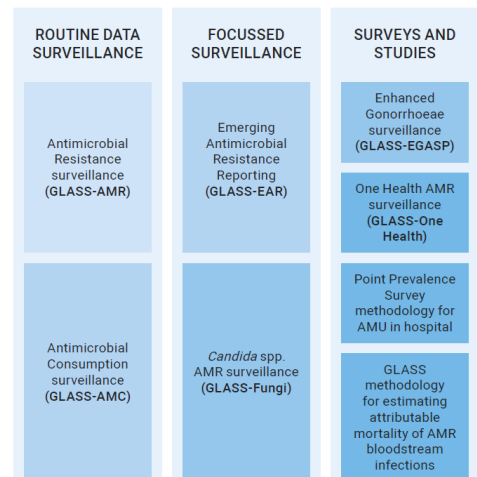 ROUTINE DATA
SURVEILLANCE
Antimicrobial
Resistance
surveillance
(GLASS-AMR)
Antimicrobial
Consumption
surveillance
(GLASS-AMC)
FOCUSSED
SURVEILLANCE
Emerging
Antimicrobial
Resistance
Reporting
(GLASS-EAR)
Candida spp.
AMR surveillance
(GLASS-Fungi)
SURVEYS AND
STUDIES
Enhanced
Gonorrhoeae
surveillance
(GLASS-EGASP)
One Health AMR
surveillance
(GLASS-One
Health)
Point Prevalence
Survey
methodology for
AMU in hospital
GLASS
methodology
for estimating
attributable
mortality of AMR
bloodstream
infections